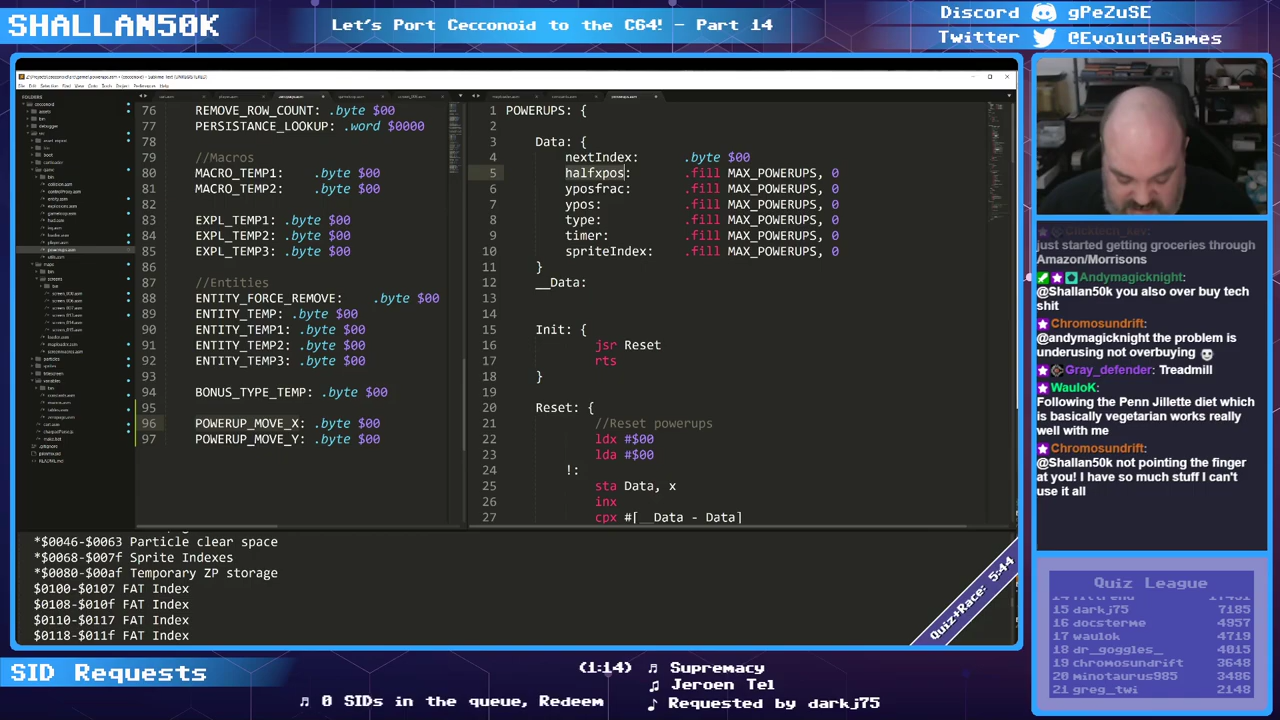 SHALLAN50K
Let's Port Cecconoid to the C64! - Part 14
Discord gPeZuSE
Twitter @EvoluteGames
FOLDERS
76 REMOVE_ROW_COUNT: .byte $00
77 PERSISTANCE_LOOKUP: .word $0000
78
79 //Macros
80 MACRO_TEMP1: .byte $00
81 MACRO_TEMP2: .byte $00
82
83 EXPL_TEMP1: .byte $00
84 EXPL_TEMP2: .byte $00
85 EXPL_TEMP3: .byte $00
86
87 //Entities
88 ENTITY_FORCE_REMOVE: .byte $00
89 ENTITY_TEMP: .byte $00
90 ENTITY_TEMP1: .byte $00
91 ENTITY_TEMP2: .byte $00
92 ENTITY_TEMP3: .byte $00
93
94 BONUS_TYPE_TEMP: .byte $00
95
96 POWERUP_MOVE_X: .byte $00
97 POWERUP_MOVE_Y: .byte $00
1 POWERUPS: {
2
3 Data: {
4 nextIndex: .byte $00
5 halfxpos: .fill MAX_POWERUPS, 0
6 yposfrac: .fill MAX_POWERUPS, 0
7 ypos: .fill MAX_POWERUPS, 0
8 type: .fill MAX_POWERUPS, 0
9 timer: .fill MAX_POWERUPS, 0
10 spriteIndex: .fill MAX_POWERUPS, 0
11 }
12 __Data:
13
14
15 Init: {
16 jsr Reset
17 rts
18 }
19
20 Reset: {
21 //Reset powerups
22 ldx #$00
23 lda #$00
24 !:
25 sta Data, x
26 inx
27 cpx #[__Data - Data]
*$0046-$0063 Particle clear space
*$0068-$007f Sprite Indexes
*$0080-$00af Temporary ZP storage
$0100-$0107 FAT Index
$0108-$010f FAT Index
$0110-$0117 FAT Index
$0118-$011f FAT Index
Quiz+Race: 5:44
just started getting groceries through
Amazon/Morrisons
Andymagicknight:
@Shallan50k you also over buy tech
shit
Chromosundrift:
@andymagicknight the problem is
underusing not overbuying
Gray_defender: Treadmill
WauloK:
Following the Penn Jillette diet which
is basically vegetarian works really
well with me
Chromosundrift:
@Shallan50k not pointing the finger
at you! I have so much stuff I can't
use it all
Quiz League
15 darkj75 7185
16 docsterme 4957
17 waulok 4719
18 dr_goggles_ 4015
19 chromosundrift 3648
20 minotaurus985 3486
21 greg_twi 2148
SID Requests
(1:14) ♬ Supremacy
♫ Jeroen Tel
♪ Requested by darkj75
♬ 0 SIDs in the queue, Redeem